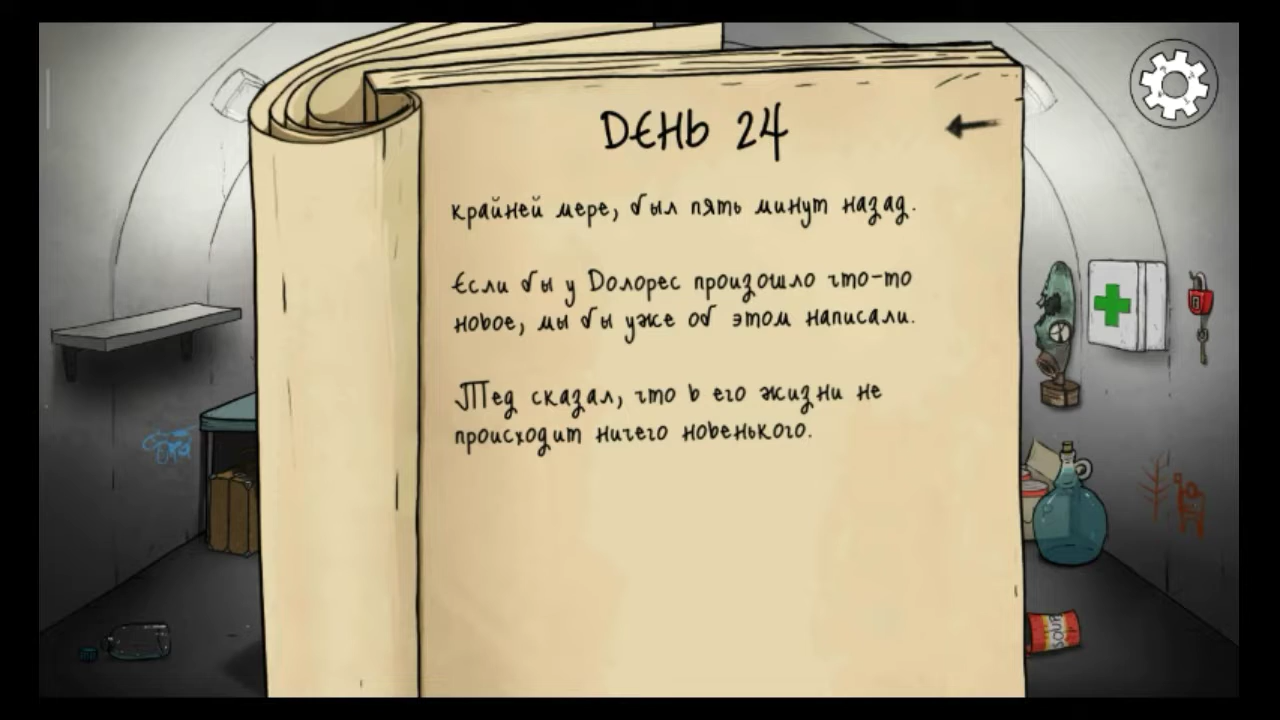 ДЕНЬ 24
крайней мере, был пять минут назад.
Если бы у Долорес произошло что-то
новое, мы бы уже об этом написали.
Тед сказал, что в его жизни не
происходит ничего новенького.
SOUP